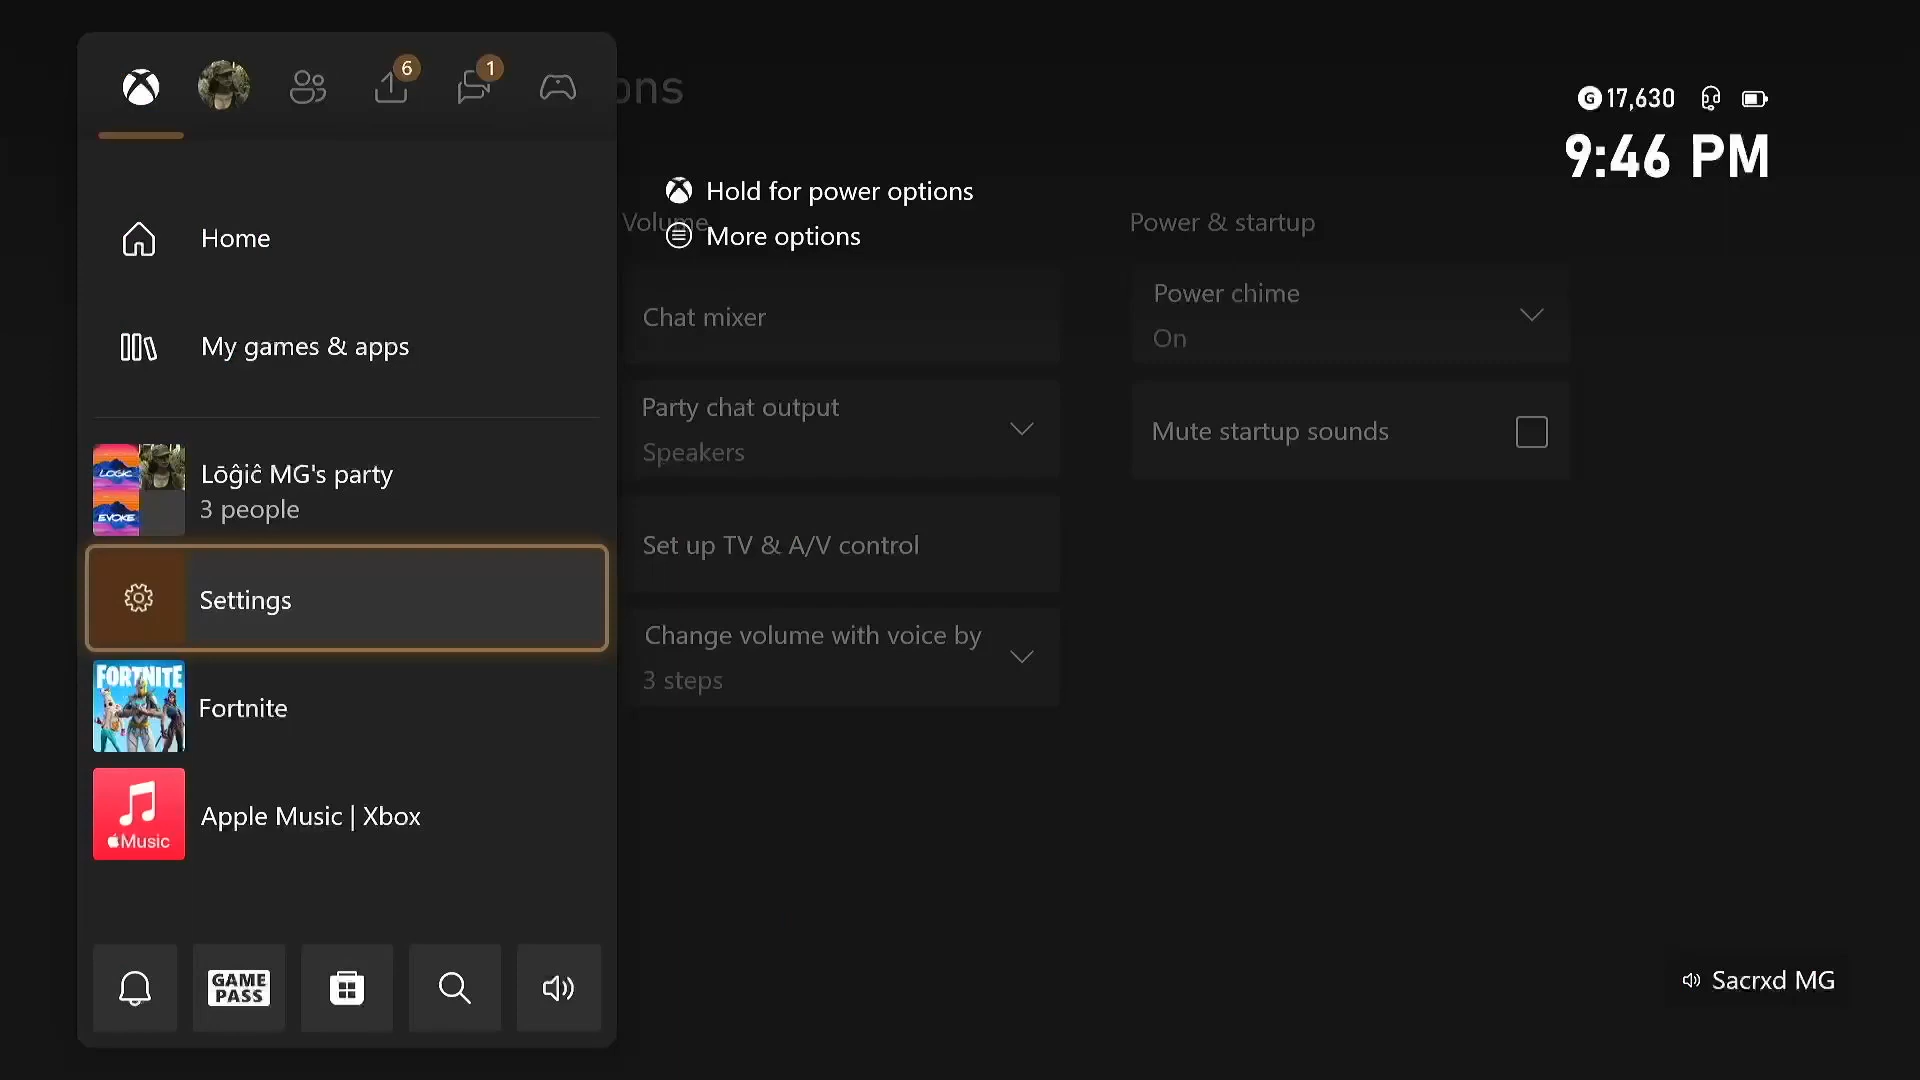 6
1
ons
G 17,630
9:46 PM
Hold for power options
More options
Home
My games & apps
LOGIC
EVOKE
Lōĝiĉ MG's party
3 people
Settings
FORTNITE
Fortnite
Music
Apple Music | Xbox
GAME
PASS
Volume
Chat mixer
Party chat output
Speakers
Set up TV & A/V control
Change volume with voice by
3 steps
Power & startup
Power chime
On
Mute startup sounds
Sacrxd MG